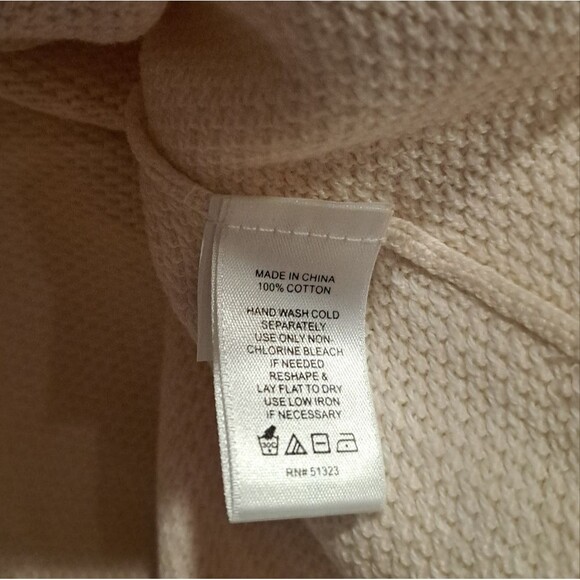 MADE IN CHINA
100% COTTON
HAND WASH COLD
SEPARATELY
USE ONLY NON-
CHLORINE BLEACH
IF NEEDED
RESHAPE &
LAY FLAT TO DRY
USE LOW IRON
IF NECESSARY
RN# 51323